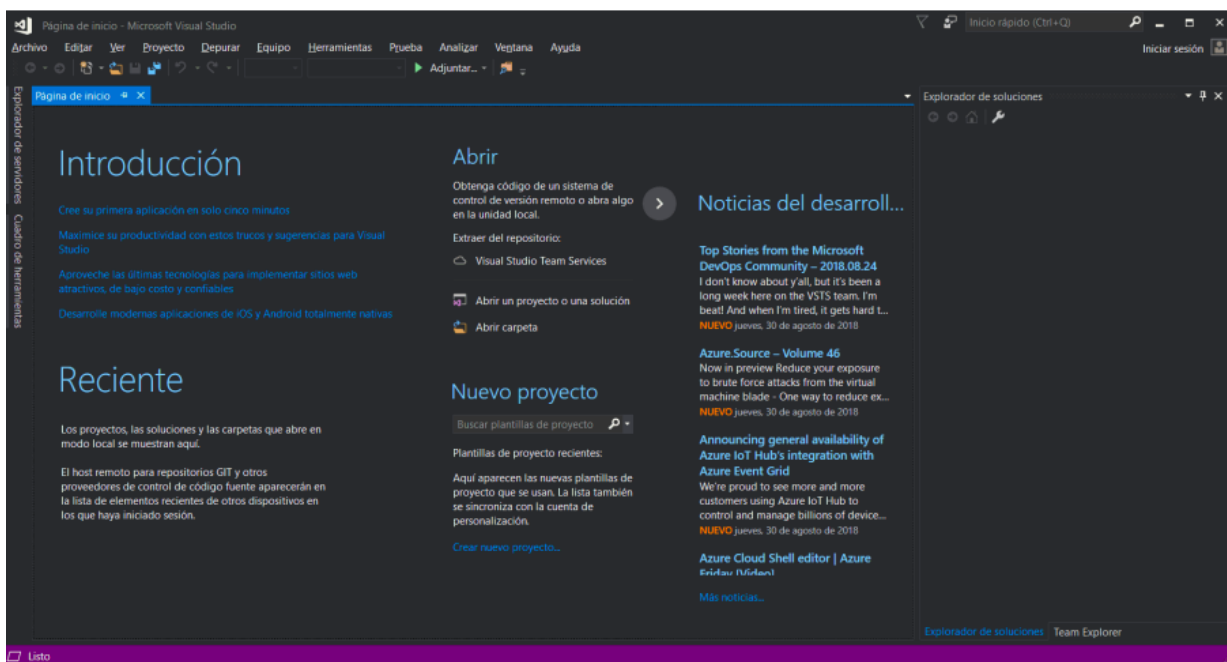 Página de inicio - Microsoft Visual Studio
Inicio rápido (Ctrl+Q)
Archivo Editar Ver Proyecto Depurar Equipo Herramientas Prueba Analizar Ventana Ayuda
Iniciar sesión
Adjuntar...
Explorador de servidores
Cuadro de herramientas
Página de inicio
Introducción
Cree su primera aplicación en solo cinco minutos
Maximice su productividad con estos trucos y sugerencias para Visual
Studio
Aproveche las últimas tecnologías para implementar sitios web
atractivos, de bajo costo y confiables
Desarrolle modernas aplicaciones de iOS y Android totalmente nativas
Reciente
Los proyectos, las soluciones y las carpetas que abre en
modo local se muestran aquí.
El host remoto para repositorios GIT y otros
proveedores de control de código fuente aparecerán en
la lista de elementos recientes de otros dispositivos en
los que haya iniciado sesión.
Abrir
Obtenga código de un sistema de
control de versión remoto o abra algo
en la unidad local.
Extraer del repositorio:
Visual Studio Team Services
Abrir un proyecto o una solución
Abrir carpeta
Nuevo proyecto
Buscar plantillas de proyecto
Plantillas de proyecto recientes:
Aquí aparecen las nuevas plantillas de
proyecto que se usan. La lista también
se sincroniza con la cuenta de
personalización.
Crear nuevo proyecto...
Noticias del desarroll...
Top Stories from the Microsoft
DevOps Community – 2018.08.24
I don't know about y'all, but it's been a
long week here on the VSTS team. I'm
beat! And when I'm tired, it gets hard t...
NUEVO jueves, 30 de agosto de 2018
Azure.Source – Volume 46
Now in preview Reduce your exposure
to brute force attacks from the virtual
machine blade - One way to reduce ex...
NUEVO jueves, 30 de agosto de 2018
Announcing general availability of
Azure IoT Hub's integration with
Azure Event Grid
We're proud to see more and more
customers using Azure IoT Hub to
control and manage billions of device...
NUEVO jueves, 30 de agosto de 2018
Azure Cloud Shell editor | Azure
Friday [Video]
Más noticias...
Explorador de soluciones
Explorador de soluciones Team Explorer
Listo